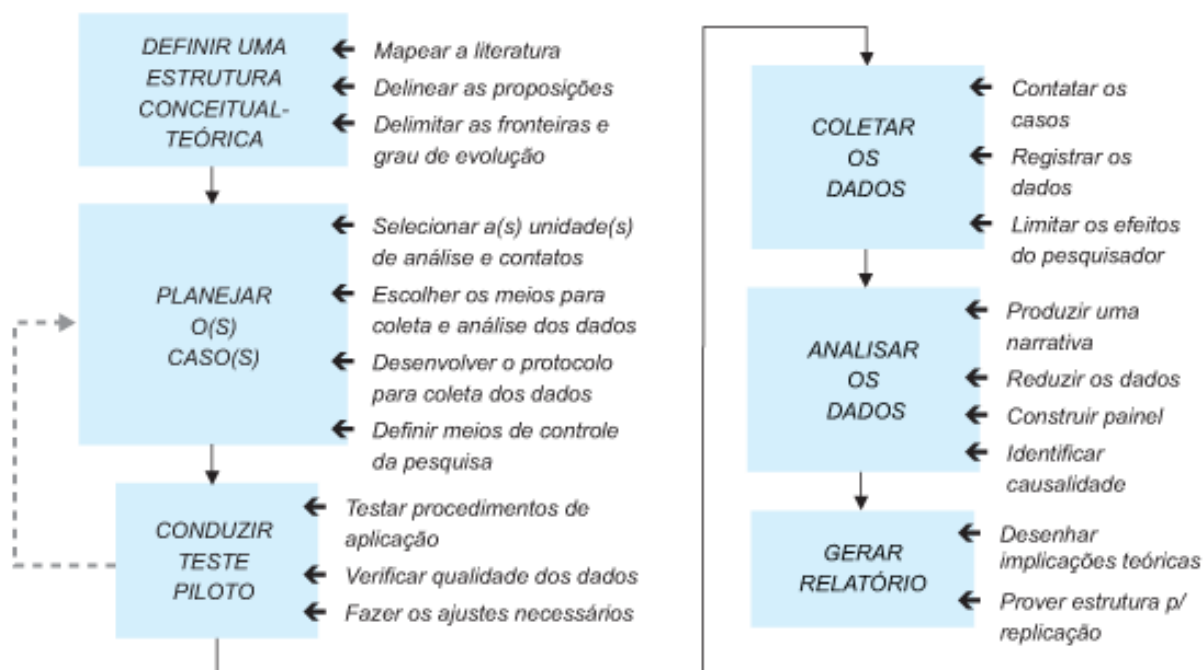 DEFINIR UMA
ESTRUTURA
CONCEITUAL-
TEÓRICA
Mapear a literatura
Delinear as proposições
Delimitar as fronteiras e
grau de evolução
PLANEJAR
O(S)
CASO(S)
Selecionar a(s) unidade(s)
de análise e contatos
Escolher os meios para
coleta e análise dos dados
Desenvolver o protocolo
para coleta dos dados
Definir meios de controle
da pesquisa
CONDUZIR
TESTE
PILOTO
Testar procedimentos de
aplicação
Verificar qualidade dos dados
Fazer os ajustes necessários
COLETAR
OS
DADOS
Contatar os
casos
Registrar os
dados
Limitar os efeitos
do pesquisador
ANALISAR
OS
DADOS
Produzir uma
narrativa
Reduzir os dados
Construir painel
Identificar
causalidade
GERAR
RELATÓRIO
Desenhar
implicações teóricas
Prover estrutura p/
replicação